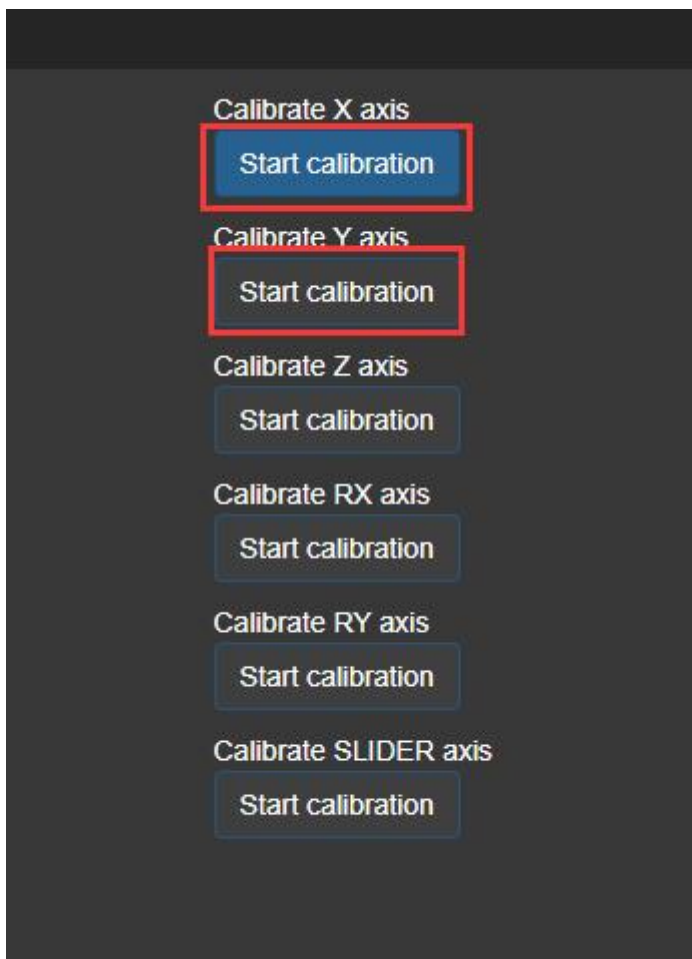 Calibrate X axis
Start calibration
Calibrate Y axis
Start calibration
Calibrate Z axis
Start calibration
Calibrate RX axis
Start calibration
Calibrate RY axis
Start calibration
Calibrate SLIDER axis
Start calibration